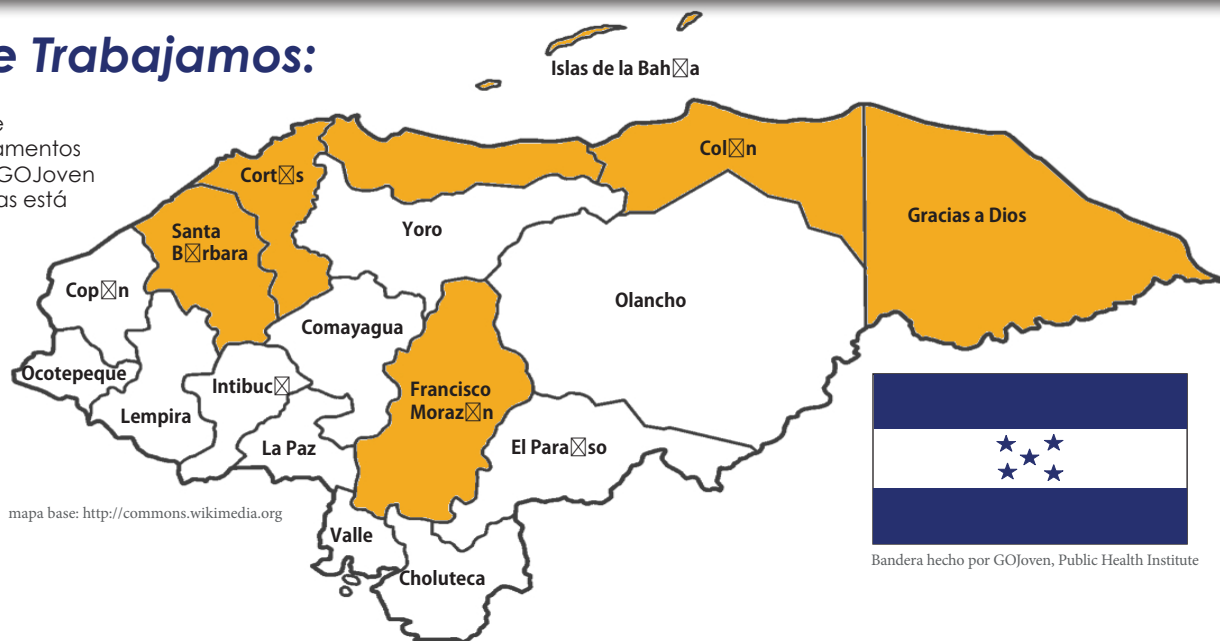 e Trabajamos:
e
amentos
GOJoven
as está
Islas de la Bah☒a
Col☒n
Cort☒s
Gracias a Dios
Santa
B☒rbara
Yoro
Cop☒n
Olancho
Comayagua
Ocotepeque
Intibuc☒
Francisco
Moraz☒n
Lempira
La Paz
El Para☒so
mapa base: http://commons.wikimedia.org
Valle
Choluteca
Bandera hecho por GOJoven, Public Health Institute